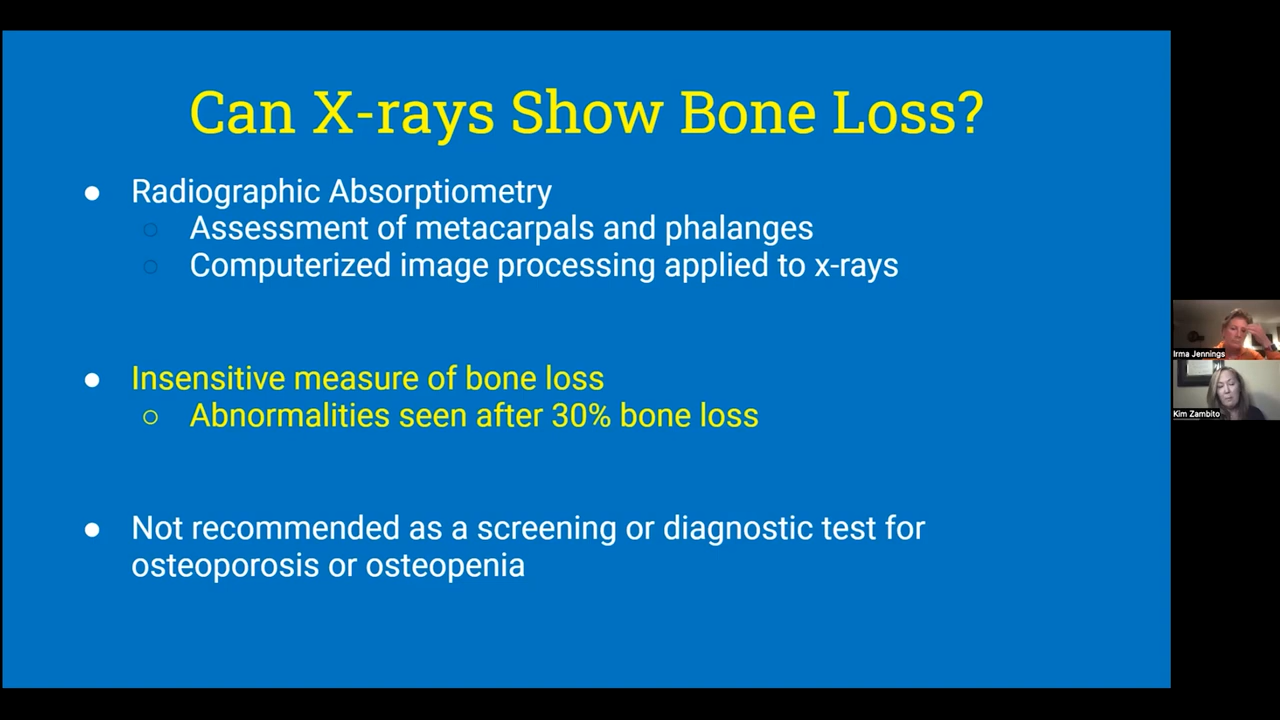 Can X-rays Show Bone Loss?
● Radiographic Absorptiometry
○ Assessment of metacarpals and phalanges
○ Computerized image processing applied to x-rays
● Insensitive measure of bone loss
○ Abnormalities seen after 30% bone loss
● Not recommended as a screening or diagnostic test for
osteoporosis or osteopenia
Irma Jennings
Kim Zambito